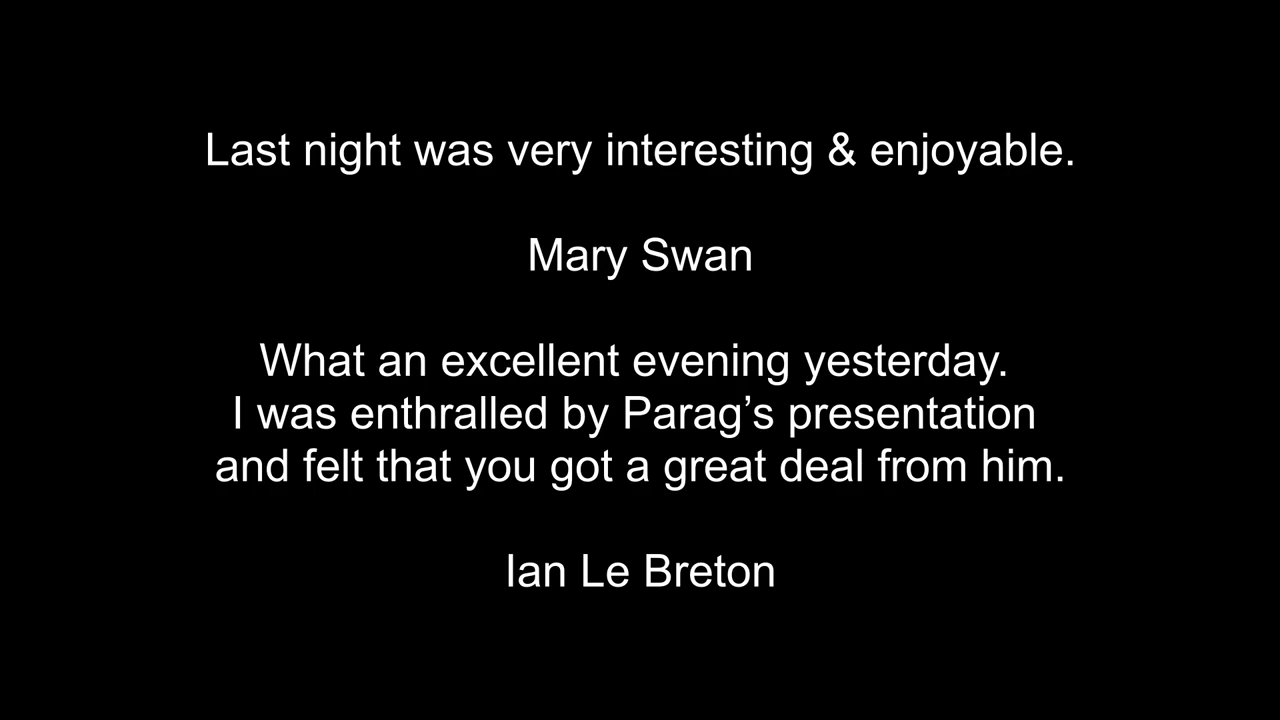 Last night was very interesting & enjoyable.
Mary Swan
What an excellent evening yesterday.
I was enthralled by Parag’s presentation
and felt that you got a great deal from him.
Ian Le Breton